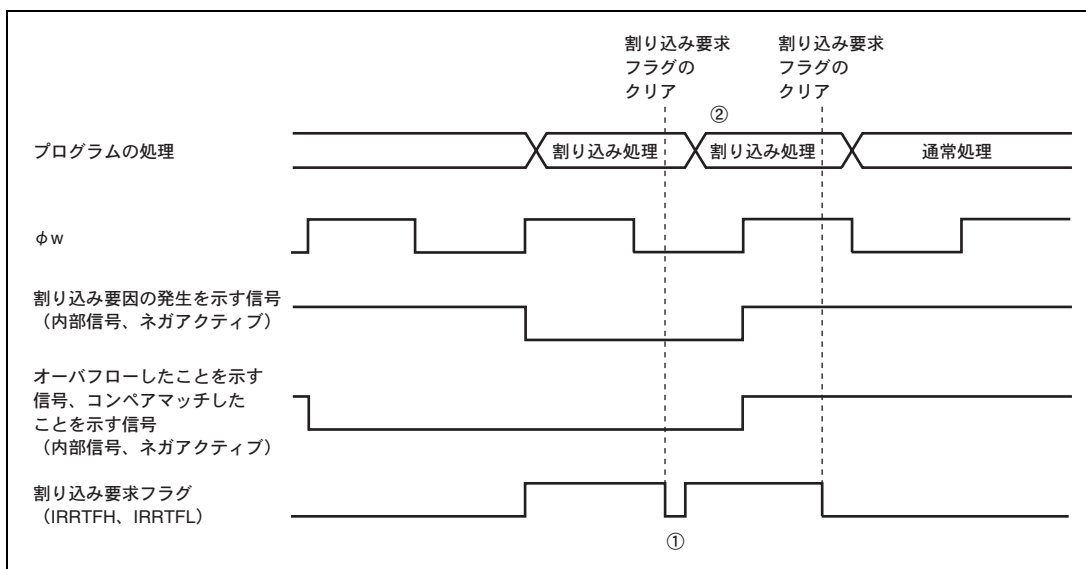 割り込み要求
フラグの
クリア
割り込み要求
フラグの
クリア
②
プログラムの処理
割り込み処理
割り込み処理
通常処理
φw
割り込み要因の発生を示す信号
（内部信号、ネガアクティブ）
オーバフローしたことを示す
信号、コンペアマッチした
ことを示す信号
（内部信号、ネガアクティブ）
割り込み要求フラグ
（IRRTFH、IRRTFL）
①